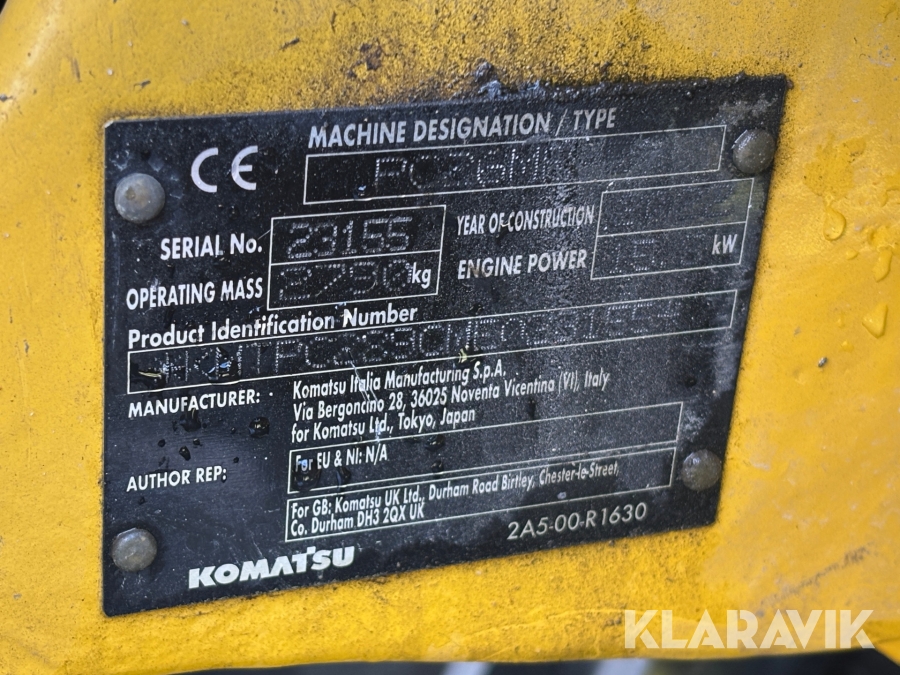 CE
MACHINE DESIGNATION / TYPE
SERIAL No. 23155
YEAR OF CONSTRUCTION
OPERATING MASS kg
ENGINE POWER kW
Product Identification Number
MANUFACTURER: Komatsu Italia Manufacturing S.p.A.
Via Bergoncino 28, 36025 Noventa Vicentina (VI), Italy
for Komatsu Ltd., Tokyo, Japan
AUTHOR REP: For EU & NI: N/A
For GB: Komatsu UK Ltd., Durham Road Birtley, Chester-le-Street,
Co. Durham DH3 2QX UK
KOMATSU
2A5-00-R1630
KLARAVIK